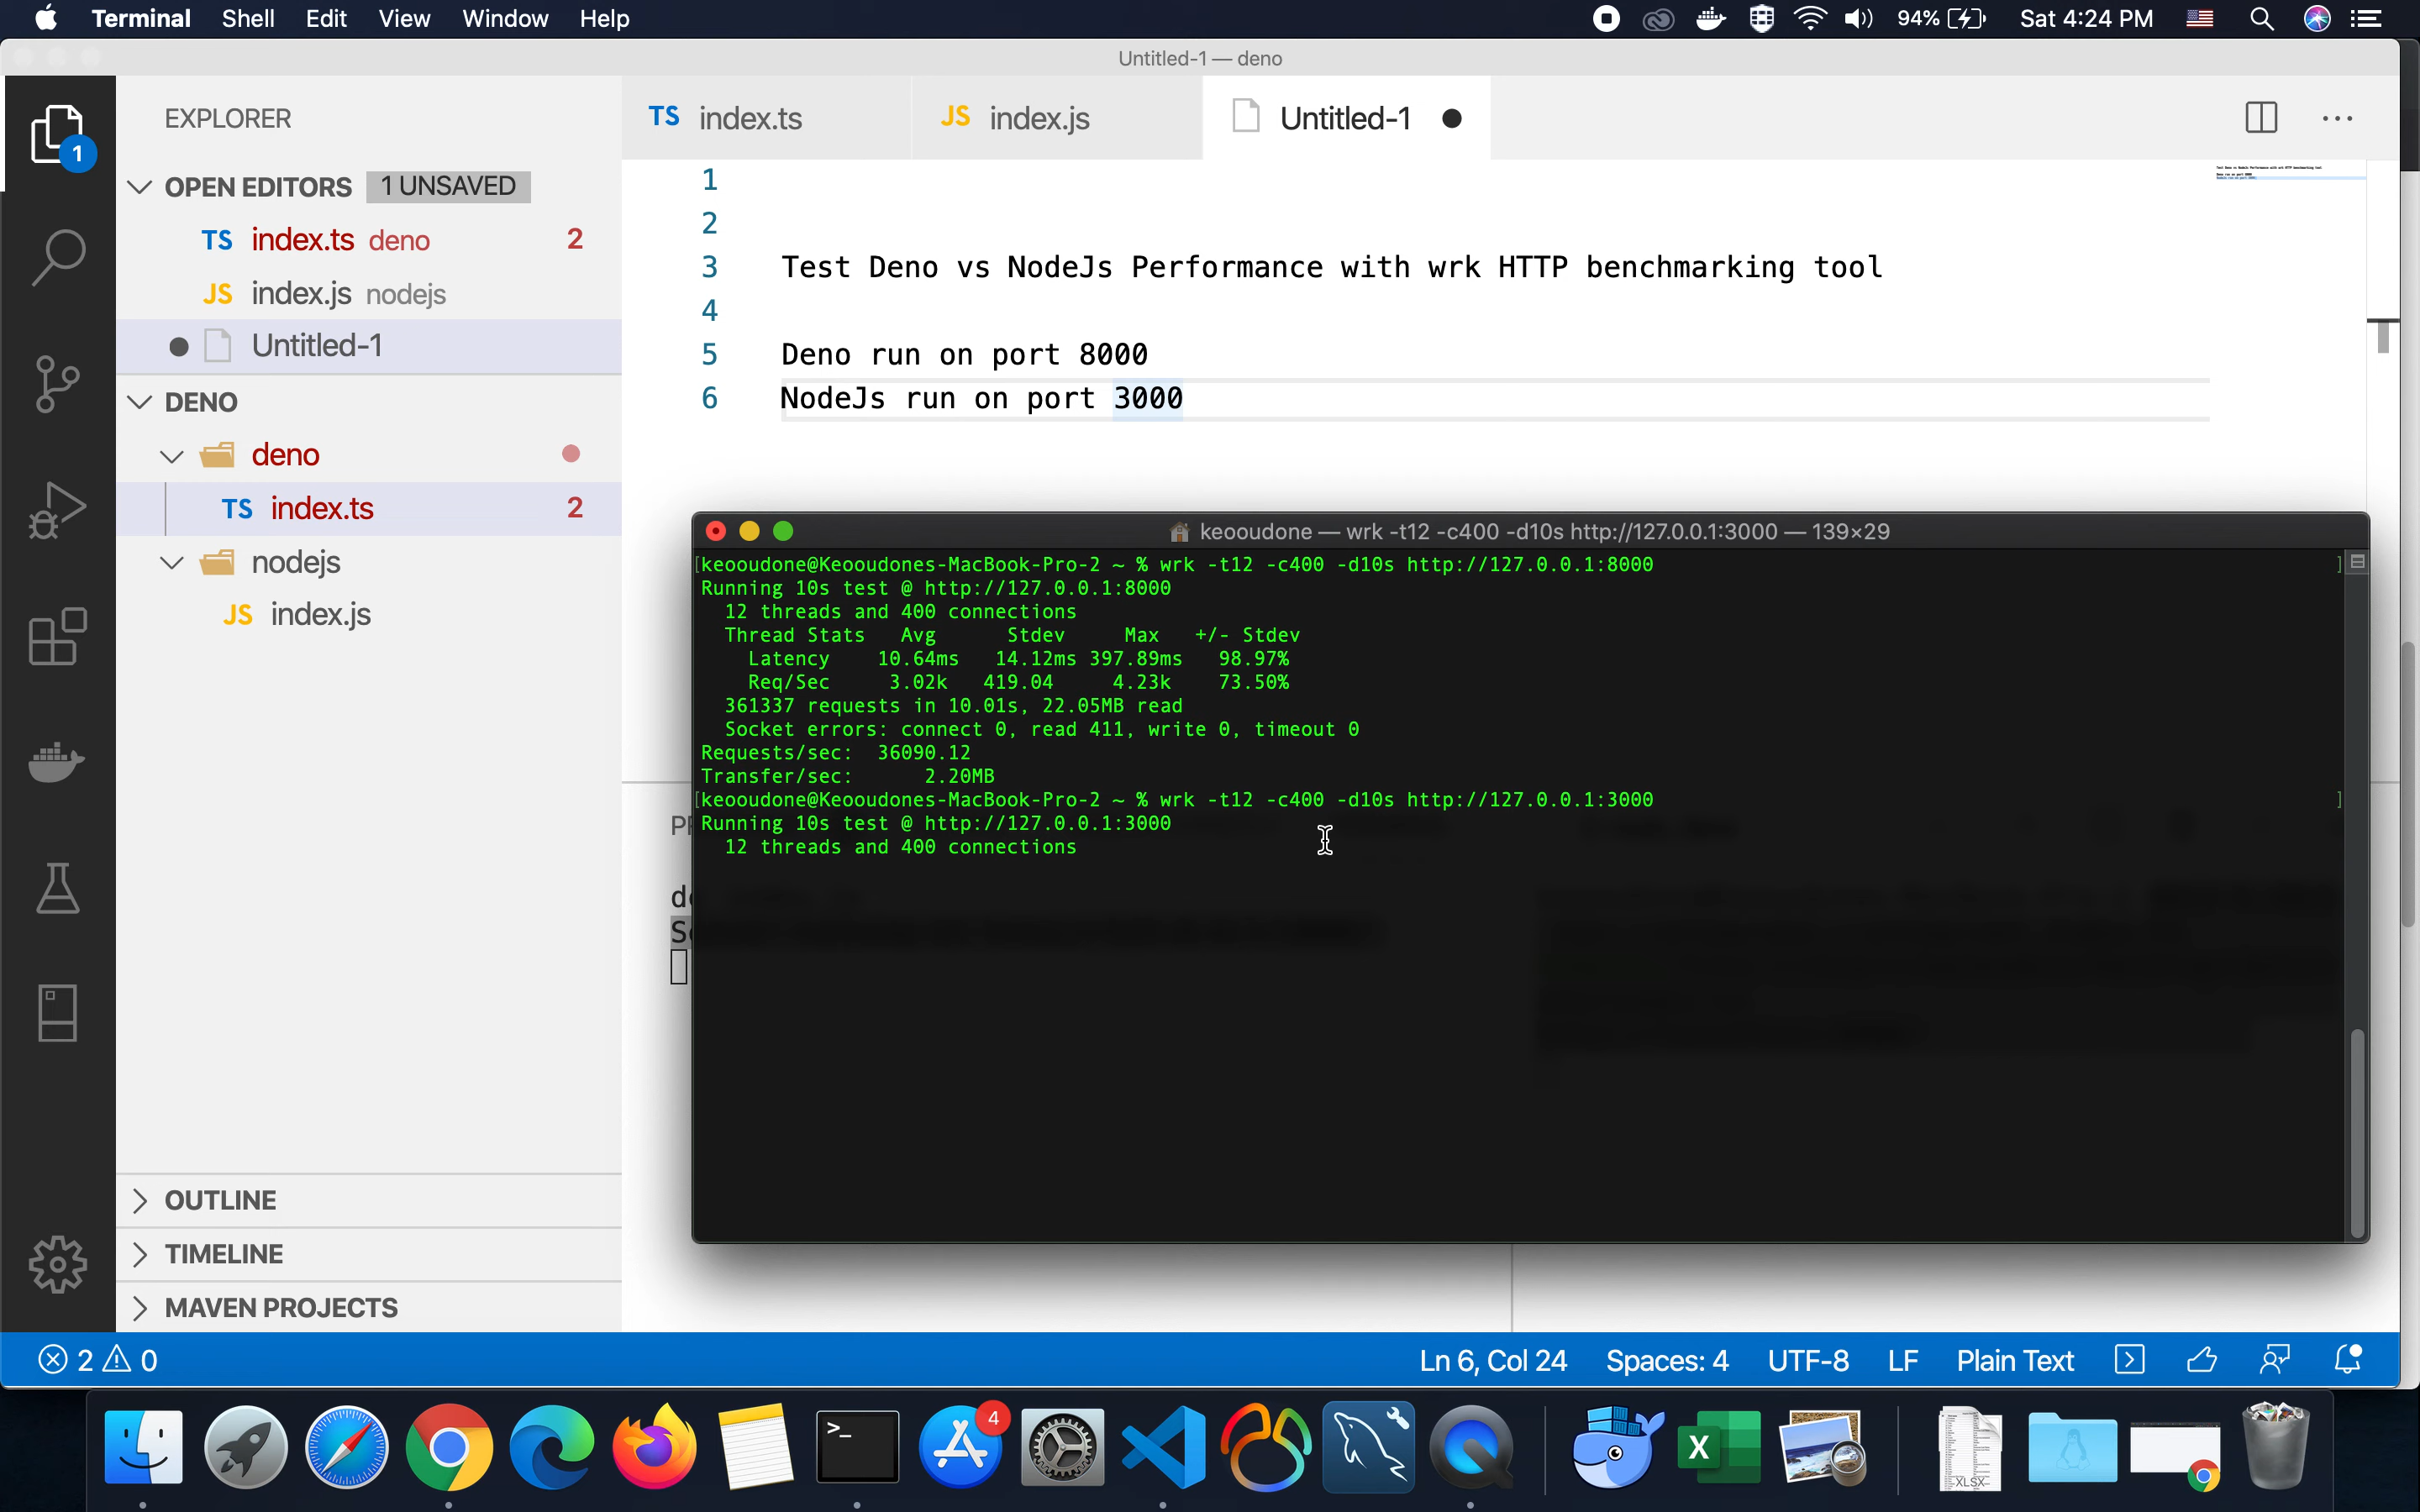 Terminal Shell Edit View Window Help 94% Sat 4:24 PM
Untitled-1 — deno
EXPLORER
TS index.ts JS index.js Untitled-1
1
OPEN EDITORS 1 UNSAVED
TS index.ts deno 2
JS index.js nodejs
Untitled-1
DENO
deno
TS index.ts 2
nodejs
JS index.js
OUTLINE
TIMELINE
MAVEN PROJECTS
1
2
3 Test Deno vs NodeJs Performance with wrk HTTP benchmarking tool
4
5 Deno run on port 8000
6 NodeJs run on port 3000
keooudone — wrk -t12 -c400 -d10s http://127.0.0.1:3000 — 139×29
[keooudone@Keooudones-MacBook-Pro-2 ~ % wrk -t12 -c400 -d10s http://127.0.0.1:8000 ]
Running 10s test @ http://127.0.0.1:8000
12 threads and 400 connections
Thread Stats Avg Stdev Max +/- Stdev
Latency 10.64ms 14.12ms 397.89ms 98.97%
Req/Sec 3.02k 419.04 4.23k 73.50%
361337 requests in 10.01s, 22.05MB read
Socket errors: connect 0, read 411, write 0, timeout 0
Requests/sec: 36090.12
Transfer/sec: 2.20MB
[keooudone@Keooudones-MacBook-Pro-2 ~ % wrk -t12 -c400 -d10s http://127.0.0.1:3000 ]
Running 10s test @ http://127.0.0.1:3000
12 threads and 400 connections
2 0 Ln 6, Col 24 Spaces: 4 UTF-8 LF Plain Text
4
XLSX